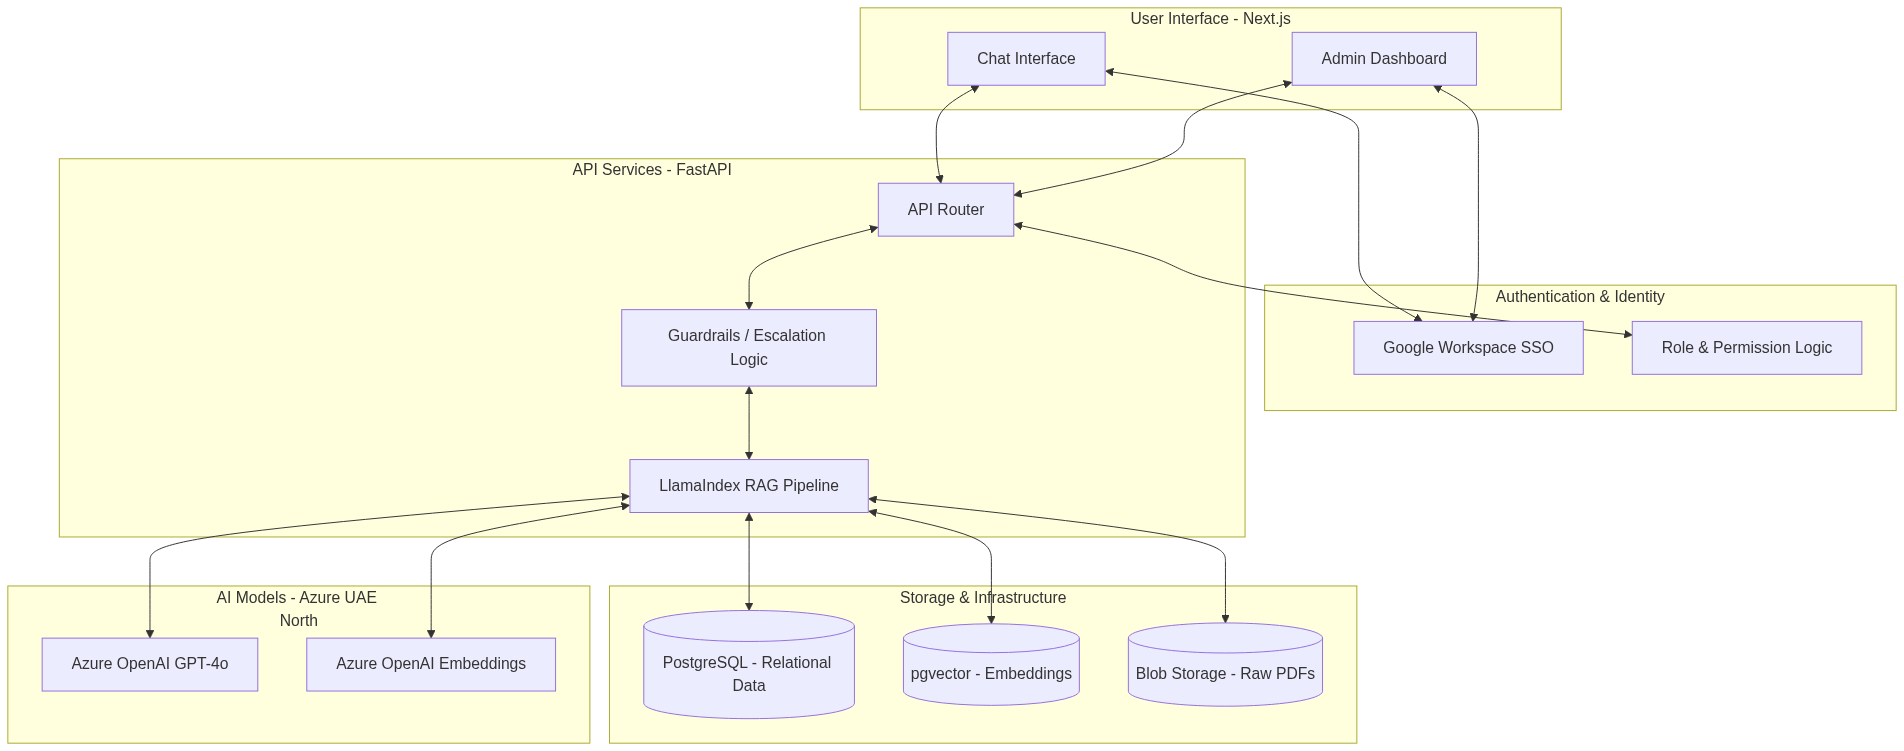 User Interface - Next.js
Chat Interface
Admin Dashboard
API Services - FastAPI
API Router
Guardrails / Escalation
Logic
LlamaIndex RAG Pipeline
Authentication & Identity
Google Workspace SSO
Role & Permission Logic
AI Models - Azure UAE
North
Azure OpenAI GPT-4o
Azure OpenAI Embeddings
Storage & Infrastructure
PostgreSQL - Relational
Data
pgvector - Embeddings
Blob Storage - Raw PDFs